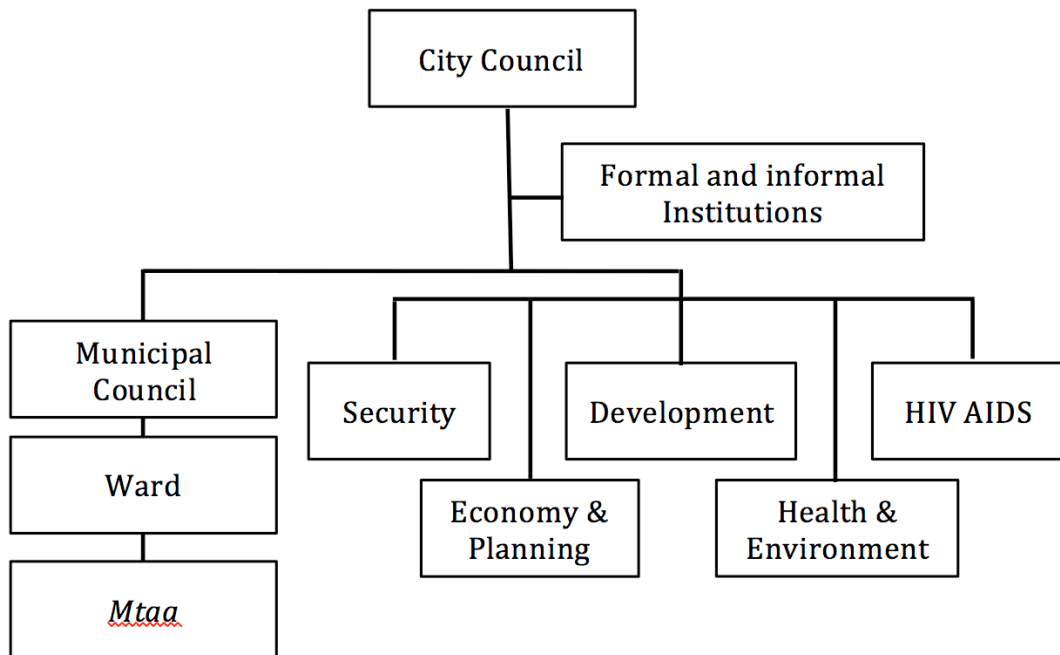 City Council
Formal and informal
Institutions
Municipal
Council
Security
Development
HIV AIDS
Ward
Economy &
Planning
Health &
Environment
Mtaa